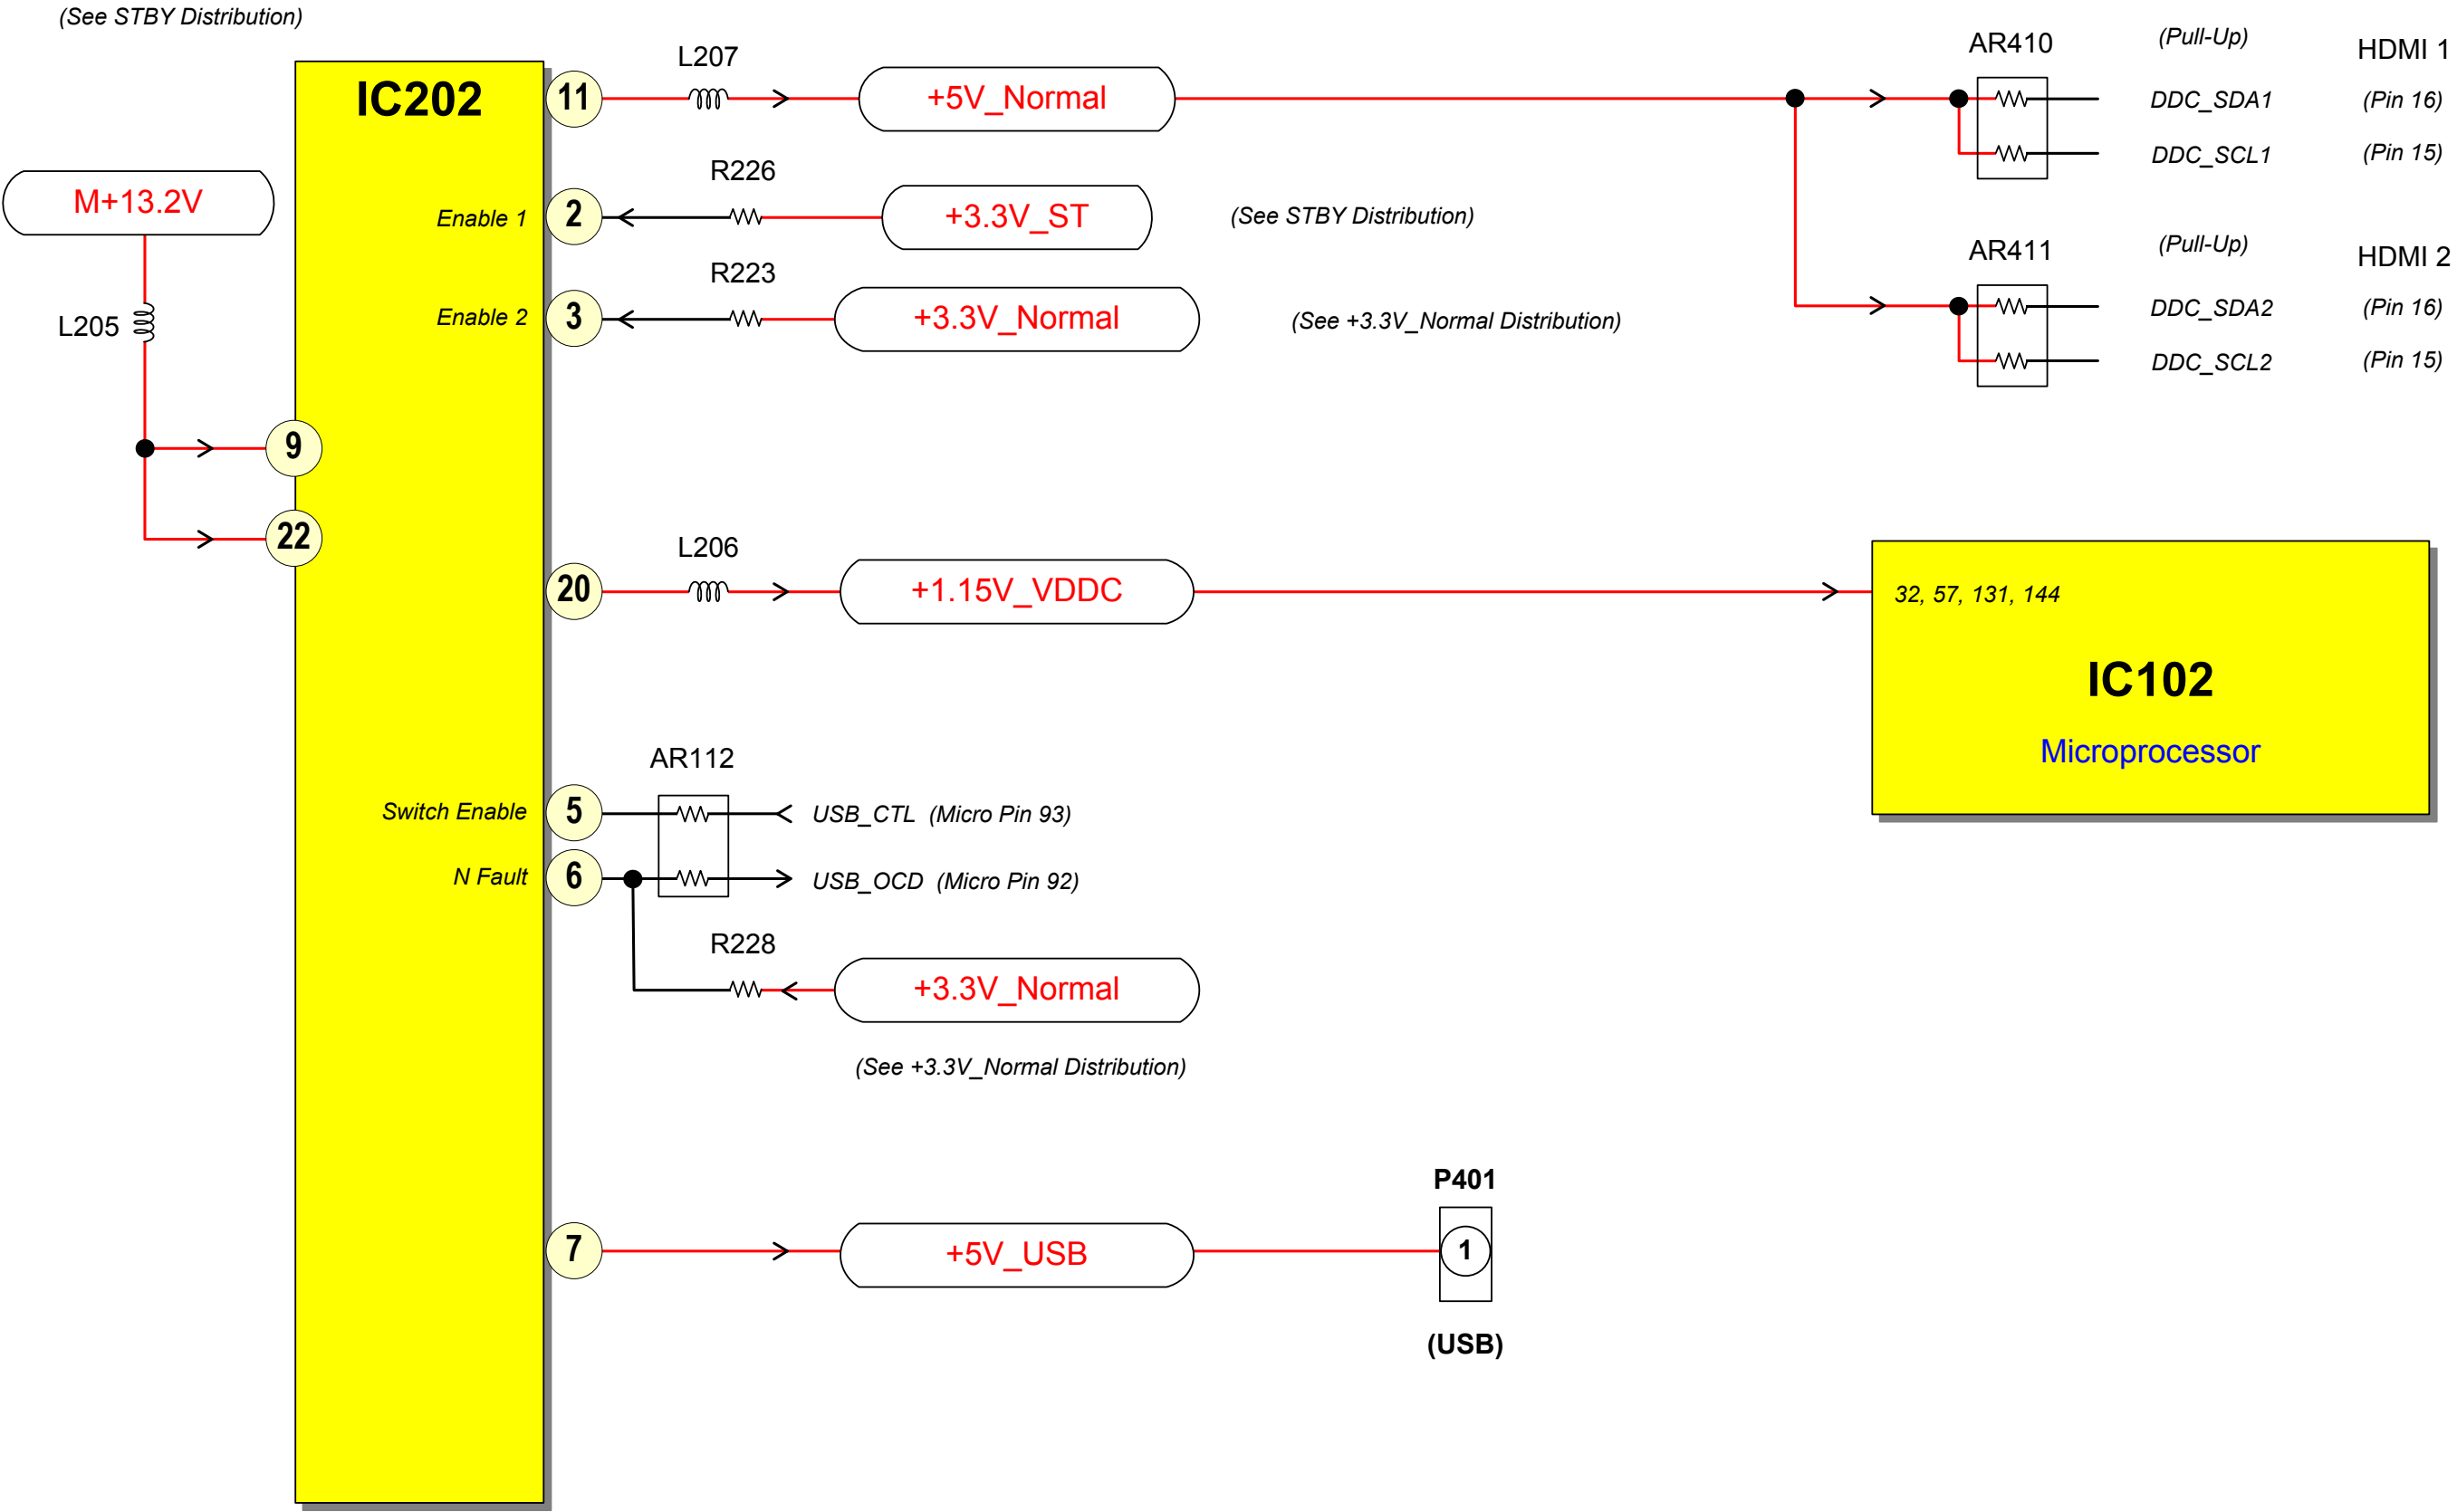 (See STBY Distribution)
IC202
M+13.2V
L205
9
22
11
L207
+5V_Normal
AR410
(Pull-Up)
HDMI 1
DDC_SDA1
(Pin 16)
DDC_SCL1
(Pin 15)
Enable 1
2
R226
+3.3V_ST
(See STBY Distribution)
AR411
(Pull-Up)
HDMI 2
DDC_SDA2
(Pin 16)
DDC_SCL2
(Pin 15)
Enable 2
3
R223
+3.3V_Normal
(See +3.3V_Normal Distribution)
20
L206
+1.15V_VDDC
32, 57, 131, 144
IC102
Microprocessor
AR112
Switch Enable
5
USB_CTL (Micro Pin 93)
N Fault
6
USB_OCD (Micro Pin 92)
R228
+3.3V_Normal
(See +3.3V_Normal Distribution)
7
+5V_USB
P401
1
(USB)